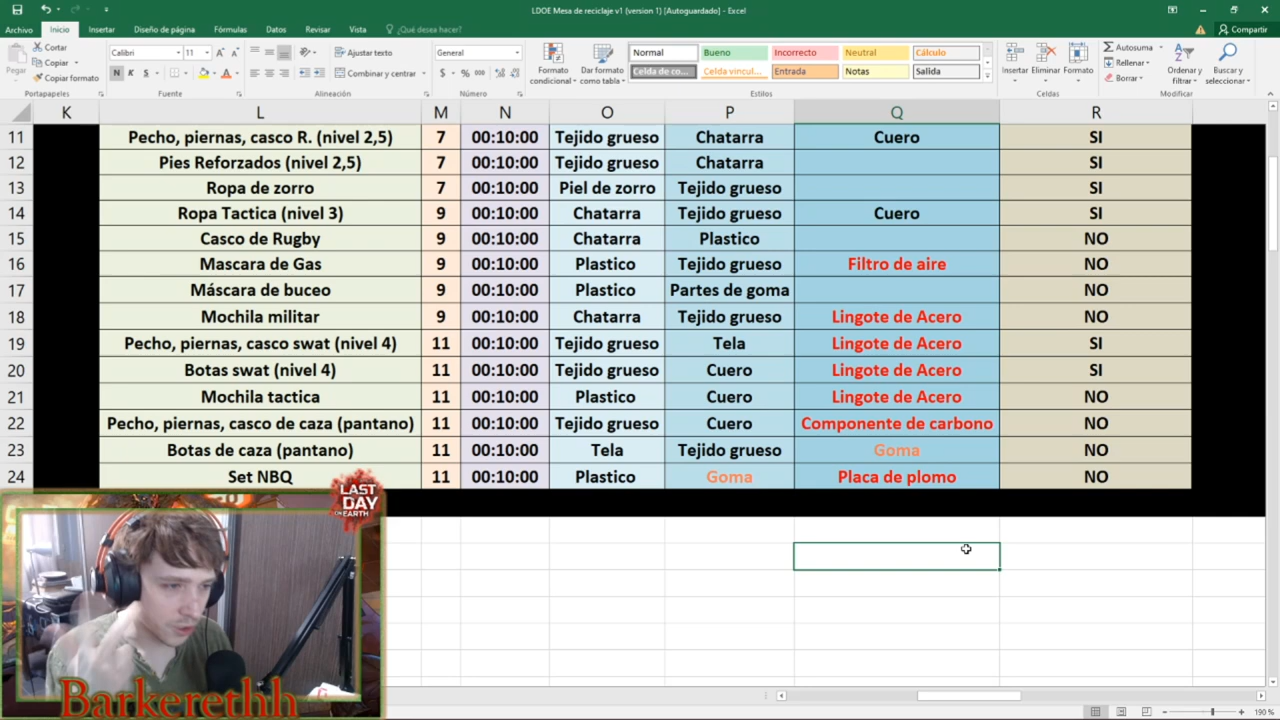 LDOE Mesa de reciclaje v1 (version 1) [Autoguardado] - Excel
Archivo Inicio Insertar Diseño de página Fórmulas Datos Revisar Vista ¿Qué desea hacer? Compartir
Pegar
Cortar
Copiar
Copiar formato
Portapapeles
Calibri 11
N K S
Fuente
Ajustar texto
Combinar y centrar
Alineación
General
Número
Formato condicional
Dar formato como tabla
Normal Bueno Incorrecto Neutral Cálculo
Celda de co... Celda vincul... Entrada Notas Salida
Estilos
Insertar Eliminar Formato
Celdas
Autosuma
Rellenar
Borrar
Ordenar y filtrar
Buscar y seleccionar
Modificar
K L M N O P Q R
11 Pecho, piernas, casco R. (nivel 2,5) 7 00:10:00 Tejido grueso Chatarra Cuero SI
12 Pies Reforzados (nivel 2,5) 7 00:10:00 Tejido grueso Chatarra SI
13 Ropa de zorro 7 00:10:00 Piel de zorro Tejido grueso SI
14 Ropa Tactica (nivel 3) 9 00:10:00 Chatarra Tejido grueso Cuero SI
15 Casco de Rugby 9 00:10:00 Chatarra Plastico NO
16 Mascara de Gas 9 00:10:00 Plastico Tejido grueso Filtro de aire NO
17 Máscara de buceo 9 00:10:00 Plastico Partes de goma NO
18 Mochila militar 9 00:10:00 Chatarra Tejido grueso Lingote de Acero NO
19 Pecho, piernas, casco swat (nivel 4) 11 00:10:00 Tejido grueso Tela Lingote de Acero SI
20 Botas swat (nivel 4) 11 00:10:00 Tejido grueso Cuero Lingote de Acero SI
21 Mochila tactica 11 00:10:00 Plastico Cuero Lingote de Acero NO
22 Pecho, piernas, casco de caza (pantano) 11 00:10:00 Tejido grueso Cuero Componente de carbono NO
23 Botas de caza (pantano) 11 00:10:00 Tela Tejido grueso Goma NO
24 Set NBQ 11 00:10:00 Plastico Goma Placa de plomo NO
LAST
DAY
ON EARTH
Barkerethh
190 %